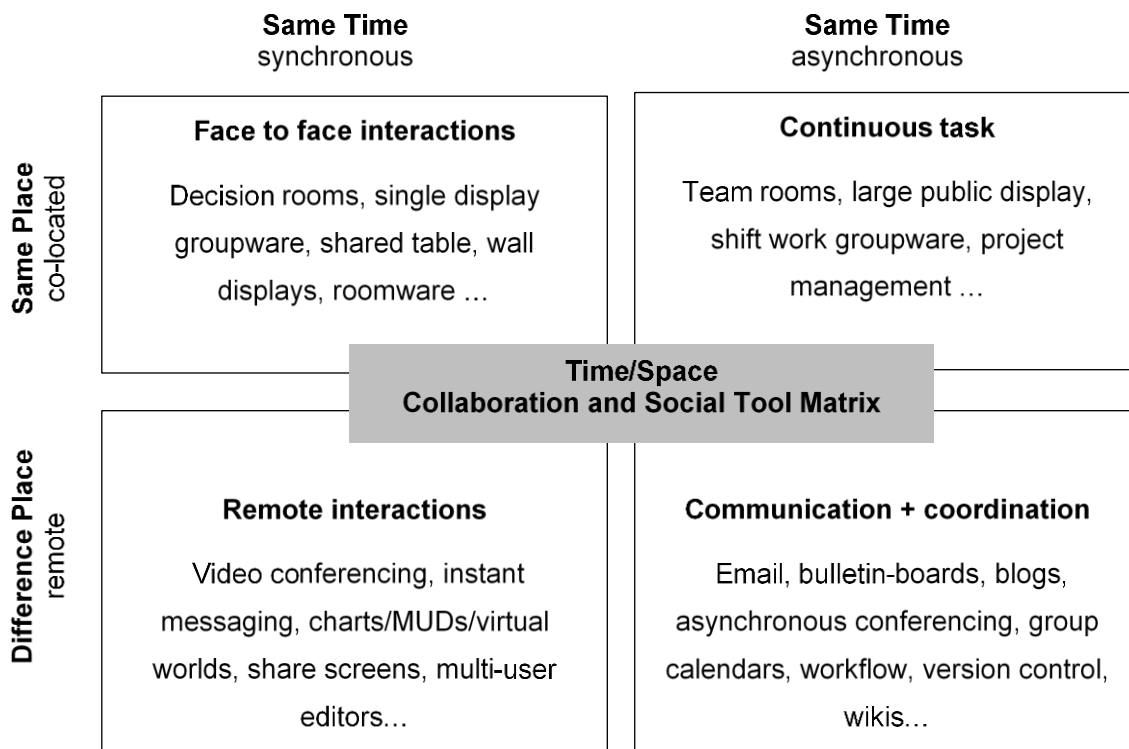 Same Time
synchronous
Same Time
asynchronous
Same Place
co-located
Face to face interactions
Decision rooms, single display
groupware, shared table, wall
displays, roomware …
Continuous task
Team rooms, large public display,
shift work groupware, project
management …
Time/Space
Collaboration and Social Tool Matrix
Difference Place
remote
Remote interactions
Video conferencing, instant
messaging, charts/MUDs/virtual
worlds, share screens, multi-user
editors…
Communication + coordination
Email, bulletin-boards, blogs,
asynchronous conferencing, group
calendars, workflow, version control,
wikis…